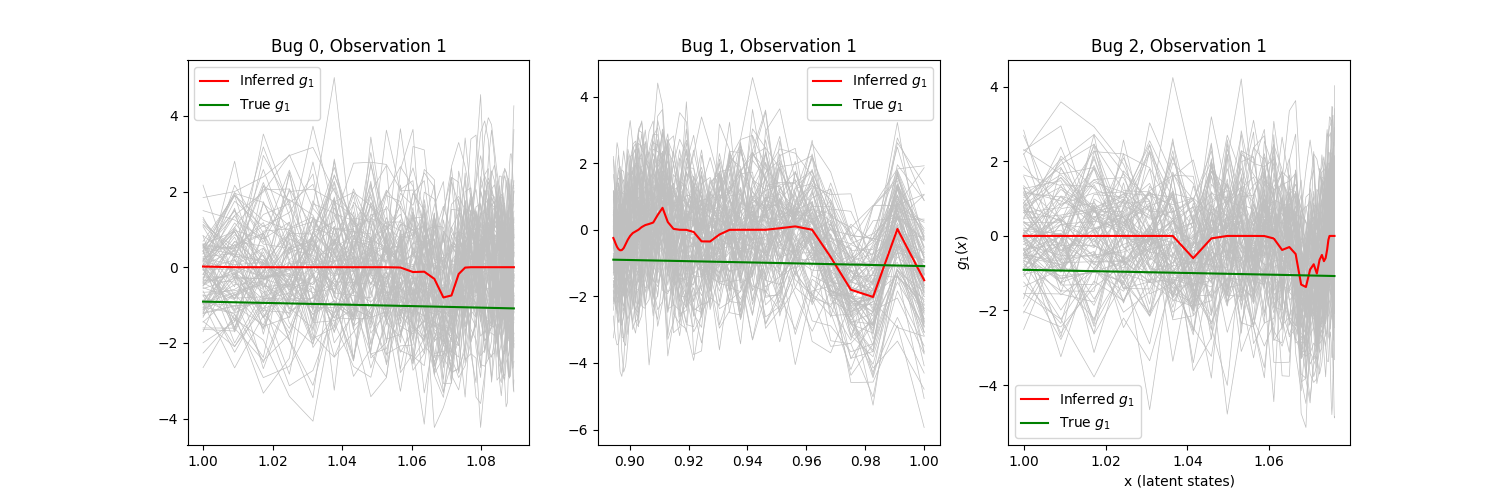 Bug 0, Observation 1
Inferred g₁
True g₁
4
2
0
−2
−4
1.00 1.02 1.04 1.06 1.08
Bug 1, Observation 1
Inferred g₁
True g₁
4
2
0
−2
−4
−6
0.90 0.92 0.94 0.96 0.98 1.00
Bug 2, Observation 1
g₁(x)
4
2
0
−2
−4
Inferred g₁
True g₁
1.00 1.02 1.04 1.06
x (latent states)